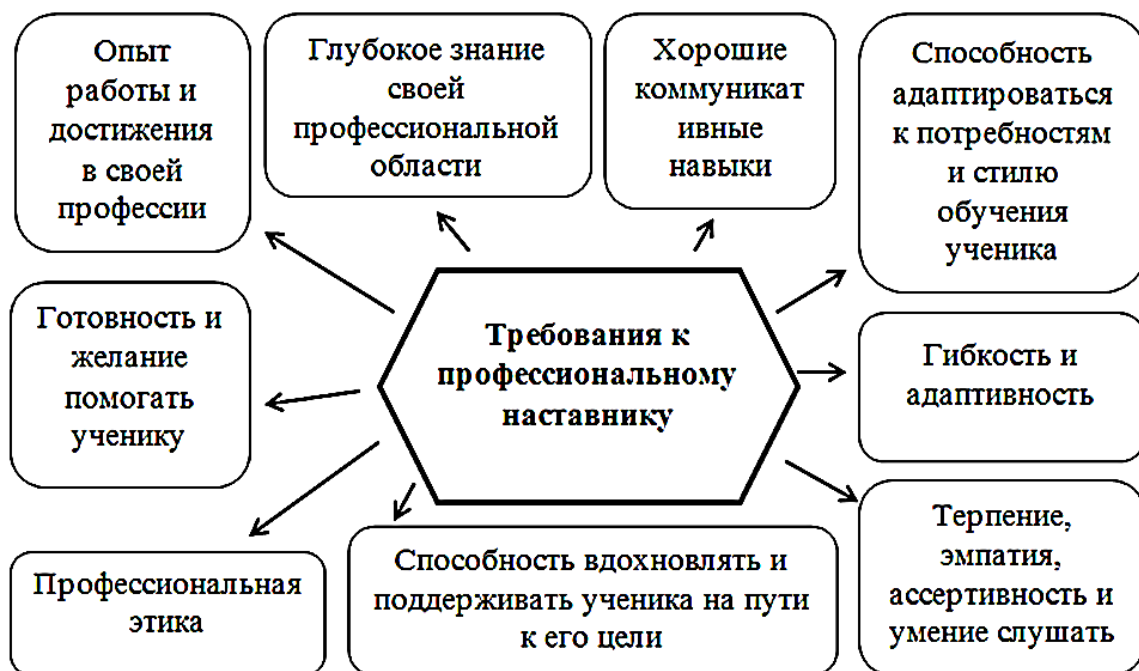 Опыт
работы и
достижения
в своей
профессии
Глубокое знание
своей
профессиональной
области
Хорошие
коммуникат
ивные
навыки
Способность
адаптироваться
к потребностям
и стилю
обучения
ученика
Готовность и
желание
помогать
ученику
Требования к
профессиональному
наставнику
Гибкость и
адаптивность
Профессиональная
этика
Способность вдохновлять и
поддерживать ученика на пути
к его цели
Терпение,
эмпатия,
ассертивность и
умение слушать